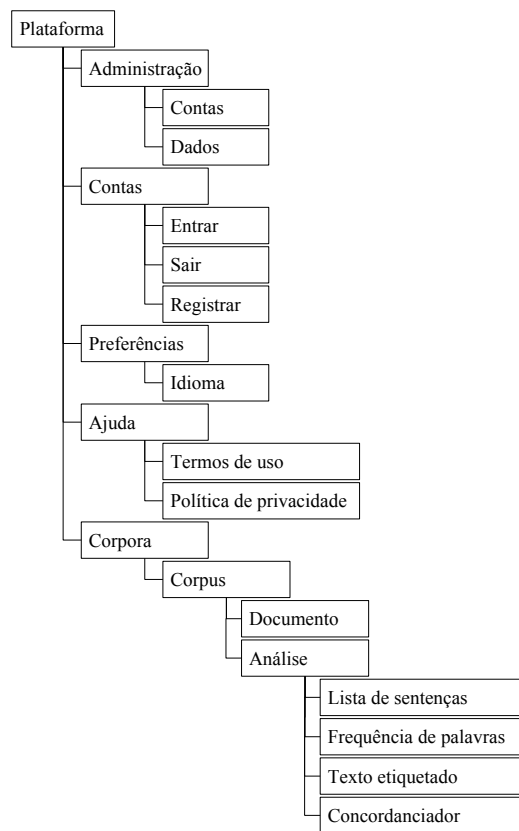 Plataforma
Administração
Contas
Dados
Contas
Entrar
Sair
Registrar
Preferências
Idioma
Ajuda
Termos de uso
Política de privacidade
Corpora
Corpus
Documento
Análise
Lista de sentenças
Frequência de palavras
Texto etiquetado
Concordanciador